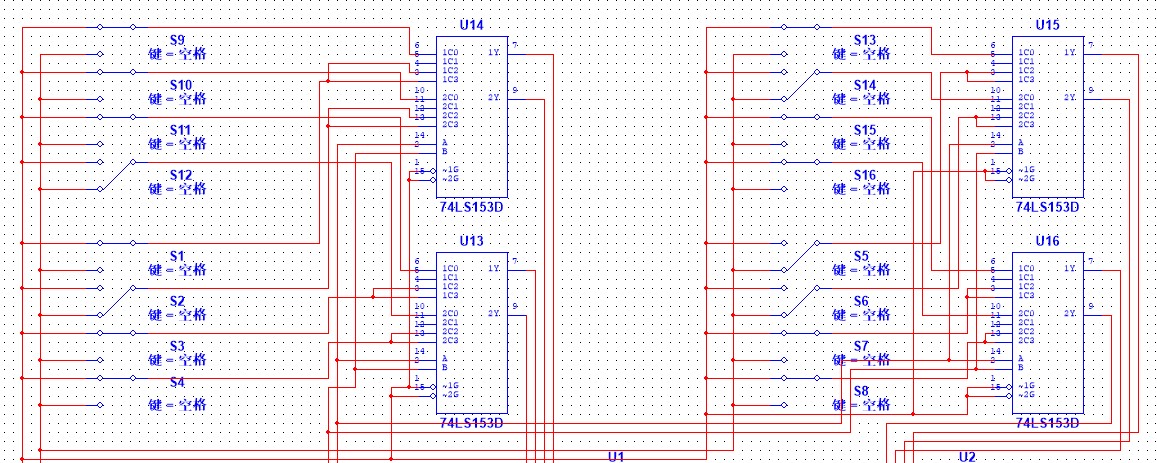 U14
U15
S9
键 = 空格
S10
键 = 空格
S11
键 = 空格
S12
键 = 空格
S13
键 = 空格
S14
键 = 空格
S15
键 = 空格
S16
键 = 空格
6
5
4
3
10
11
12
13
14
2
1
15
1C0
1C1
1C2
1C3
2C0
2C1
2C2
2C3
A
B
~1G
~2G
1Y
7
2Y
9
74LS153D
6
5
4
3
10
11
12
13
14
2
1
15
1C0
1C1
1C2
1C3
2C0
2C1
2C2
2C3
A
B
~1G
~2G
1Y
7
2Y
9
74LS153D
U13
U16
S1
键 = 空格
S2
键 = 空格
S3
键 = 空格
S4
键 = 空格
S5
键 = 空格
S6
键 = 空格
S7
键 = 空格
S8
键 = 空格
6
5
4
3
10
11
12
13
14
2
1
15
1C0
1C1
1C2
1C3
2C0
2C1
2C2
2C3
A
B
~1G
~2G
1Y
7
2Y
9
74LS153D
6
5
4
3
10
11
12
13
14
2
1
15
1C0
1C1
1C2
1C3
2C0
2C1
2C2
2C3
A
B
~1G
~2G
1Y
7
2Y
9
74LS153D
U1
U2